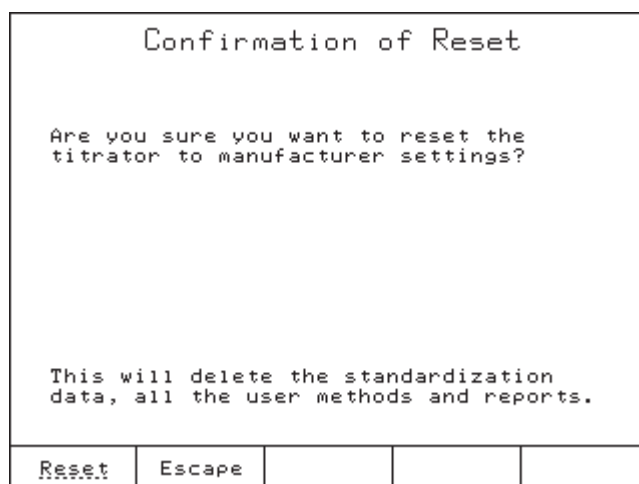 Confirmation of Reset
Are you sure you want to reset the
titrator to manufacturer settings?
This will delete the standardization
data, all the user methods and reports.
Reset Escape